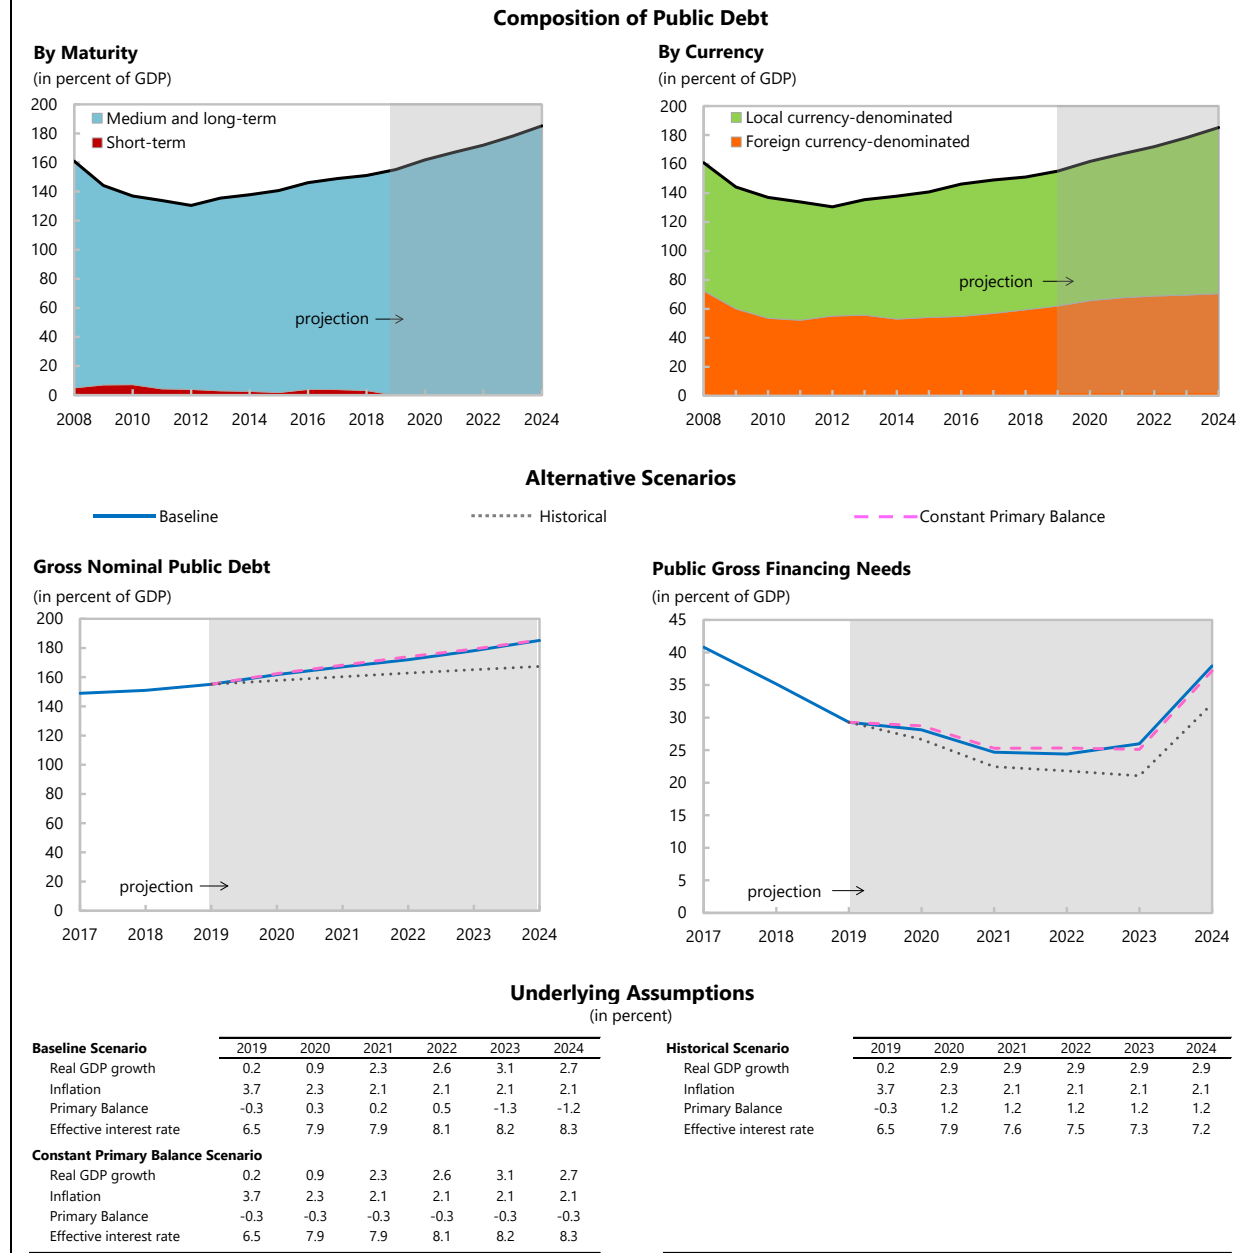 Composition of Public Debt
By Maturity
(in percent of GDP)
200
180
160
140
120
100
80
60
40
20
0
Medium and long-term
Short-term
projection
2008 2010 2012 2014 2016 2018 2020 2022 2024
By Currency
(in percent of GDP)
200
180
160
140
120
100
80
60
40
20
0
Local currency-denominated
Foreign currency-denominated
projection
2008 2010 2012 2014 2016 2018 2020 2022 2024
Alternative Scenarios
Baseline Historical Constant Primary Balance
Gross Nominal Public Debt
(in percent of GDP)
200
180
160
140
120
100
80
60
40
20
0
projection
2017 2018 2019 2020 2021 2022 2023 2024
Public Gross Financing Needs
(in percent of GDP)
45
40
35
30
25
20
15
10
5
0
projection
2017 2018 2019 2020 2021 2022 2023 2024
Underlying Assumptions
(in percent)
Baseline Scenario 2019 2020 2021 2022 2023 2024
Real GDP growth 0.2 0.9 2.3 2.6 3.1 2.7
Inflation 3.7 2.3 2.1 2.1 2.1 2.1
Primary Balance -0.3 0.3 0.2 0.5 -1.3 -1.2
Effective interest rate 6.5 7.9 7.9 8.1 8.2 8.3
Constant Primary Balance Scenario
Real GDP growth 0.2 0.9 2.3 2.6 3.1 2.7
Inflation 3.7 2.3 2.1 2.1 2.1 2.1
Primary Balance -0.3 -0.3 -0.3 -0.3 -0.3 -0.3
Effective interest rate 6.5 7.9 7.9 8.1 8.2 8.3
Historical Scenario 2019 2020 2021 2022 2023 2024
Real GDP growth 0.2 2.9 2.9 2.9 2.9 2.9
Inflation 3.7 2.3 2.1 2.1 2.1 2.1
Primary Balance -0.3 1.2 1.2 1.2 1.2 1.2
Effective interest rate 6.5 7.9 7.6 7.5 7.3 7.2